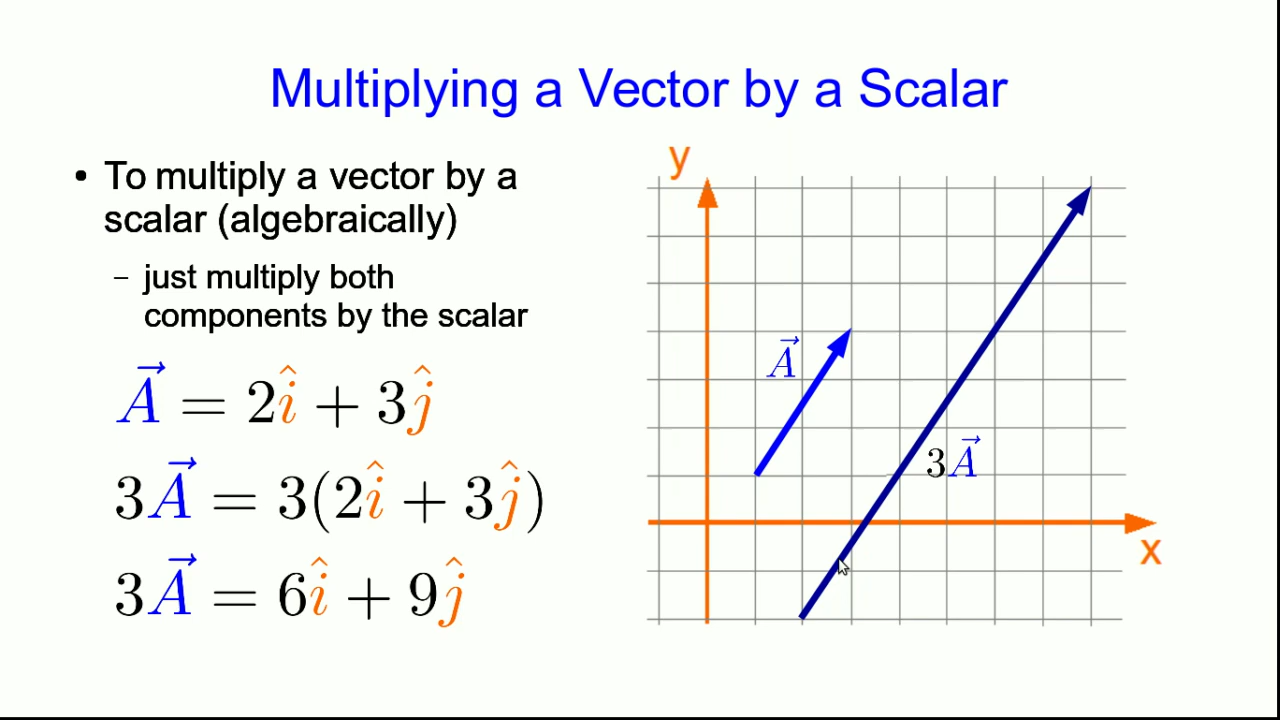 Multiplying a Vector by a Scalar
• To multiply a vector by a
scalar (algebraically)
– just multiply both
components by the scalar
A⃗ = 2î + 3ĵ
3A⃗ = 3(2î + 3ĵ)
3A⃗ = 6î + 9ĵ
y
A⃗
3A⃗
x